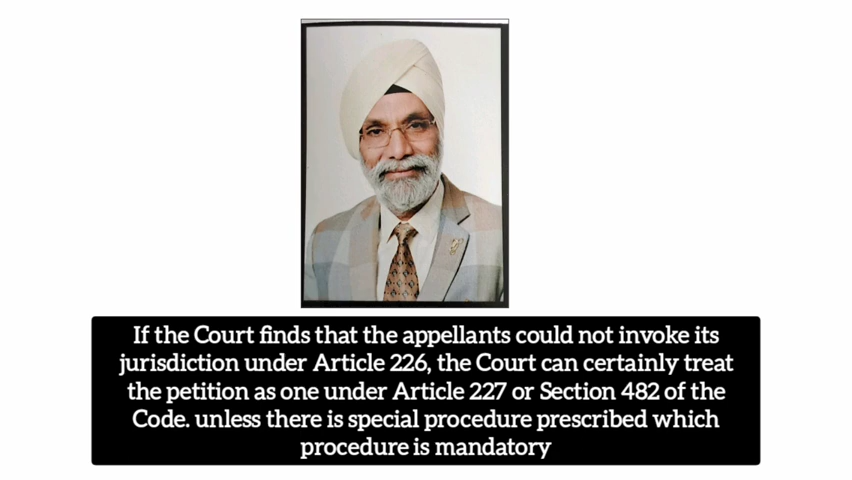 If the Court finds that the appellants could not invoke its
jurisdiction under Article 226, the Court can certainly treat
the petition as one under Article 227 or Section 482 of the
Code. unless there is special procedure prescribed which
procedure is mandatory